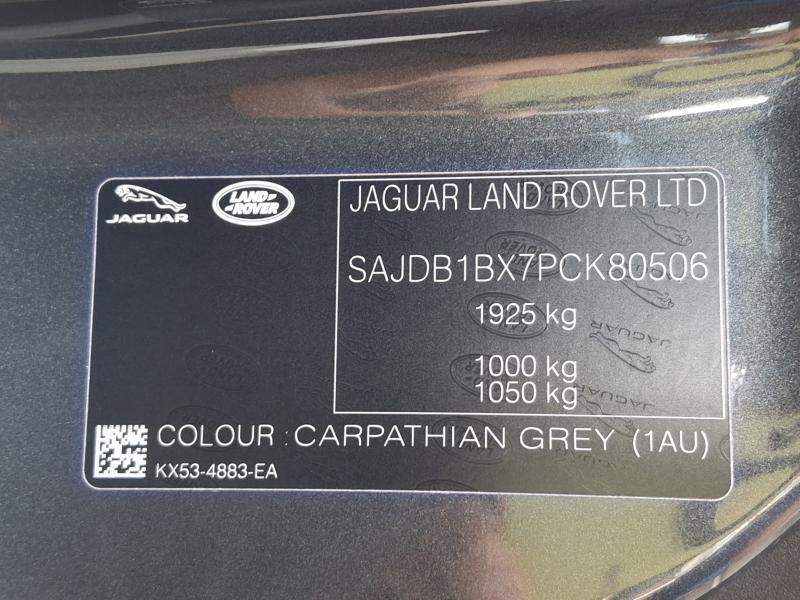 JAGUAR
LAND
ROVER
JAGUAR LAND ROVER LTD
SAJDB1BX7PCK80506
1925 kg
1000 kg
1050 kg
COLOUR : CARPATHIAN GREY (1AU)
KX53-4883-EA